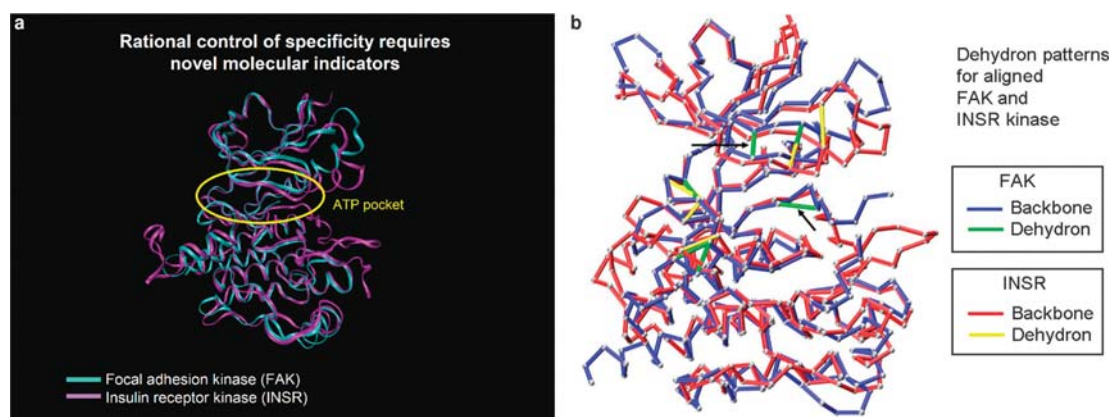 a
Rational control of specificity requires
novel molecular indicators
ATP pocket
Focal adhesion kinase (FAK)
Insulin receptor kinase (INSR)
b
Dehydron patterns
for aligned
FAK and
INSR kinase
FAK
Backbone
Dehydron
INSR
Backbone
Dehydron